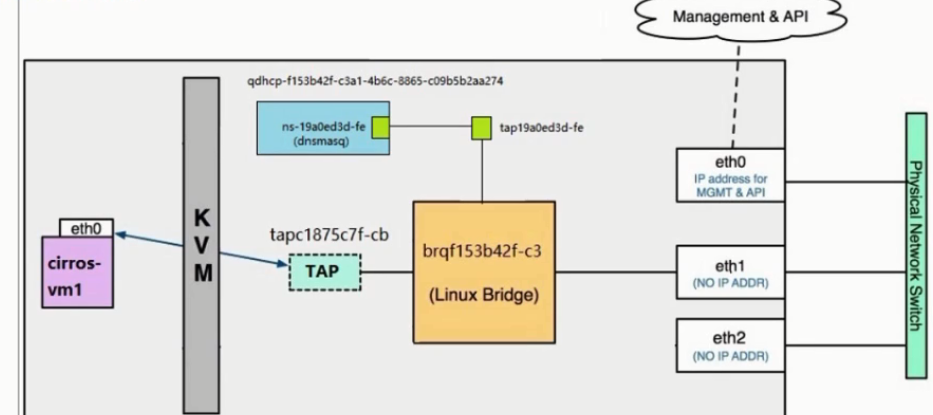 Management & API
qdhcp-f153b42f-c3a1-4b6c-8865-c09b5b2aa274
ns-19a0ed3d-fe
(dnsmasq)
tap19a0ed3d-fe
eth0
IP address for
MGMT & API
Physical Network Switch
K
V
M
eth0
cirros-
vm1
tapc1875c7f-cb
TAP
brqf153b42f-c3
(Linux Bridge)
eth1
(NO IP ADDR)
eth2
(NO IP ADDR)